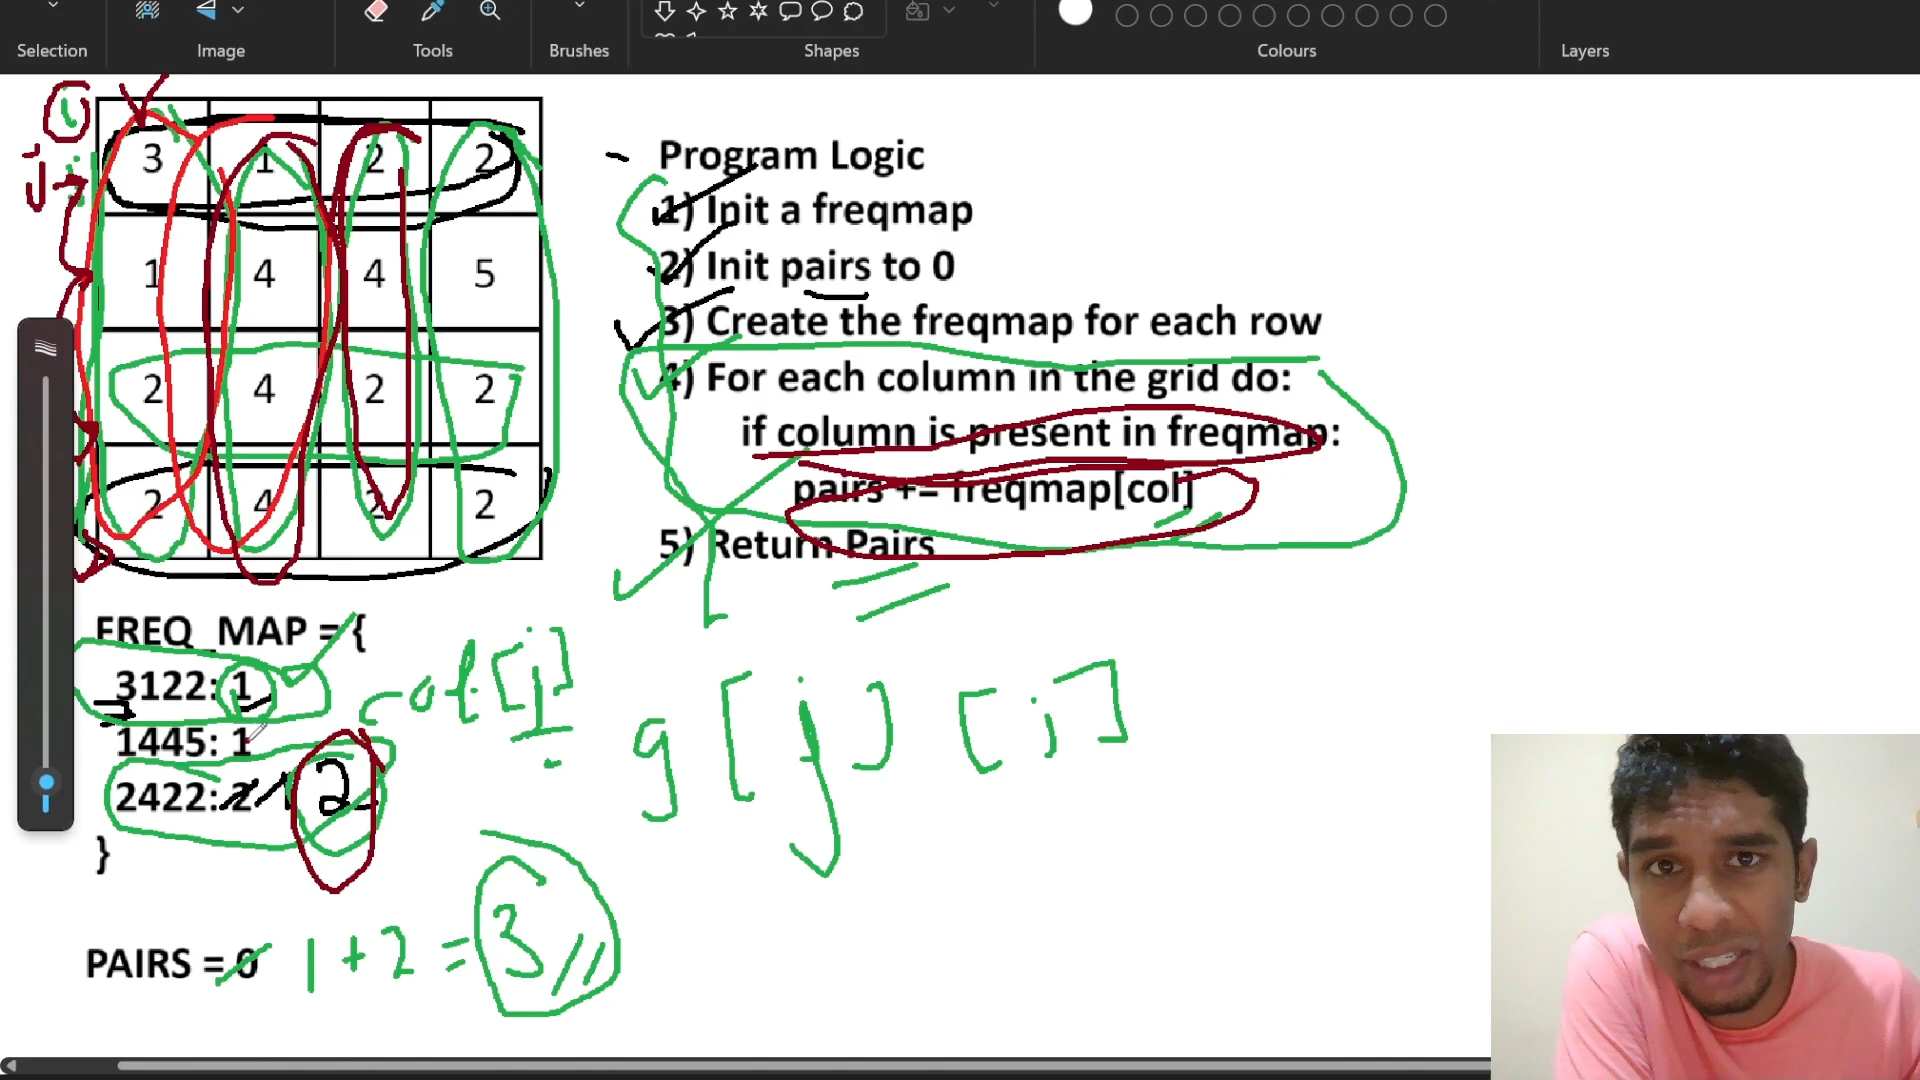 Selection Image Tools Brushes Shapes Colours Layers
i
j i
3 1 2 2
1 4 4 5
2 4 2 2
2 4 2 2
Program Logic
1) Init a freqmap
2) Init pairs to 0
3) Create the freqmap for each row
4) For each column in the grid do:
if column is present in freqmap:
pairs += freqmap[col]
5) Return Pairs
FREQ_MAP = {
3122: 1
1445: 1
2422: 2 1 2
}
PAIRS = 0 1 + 2 = 3
g [j] [i]